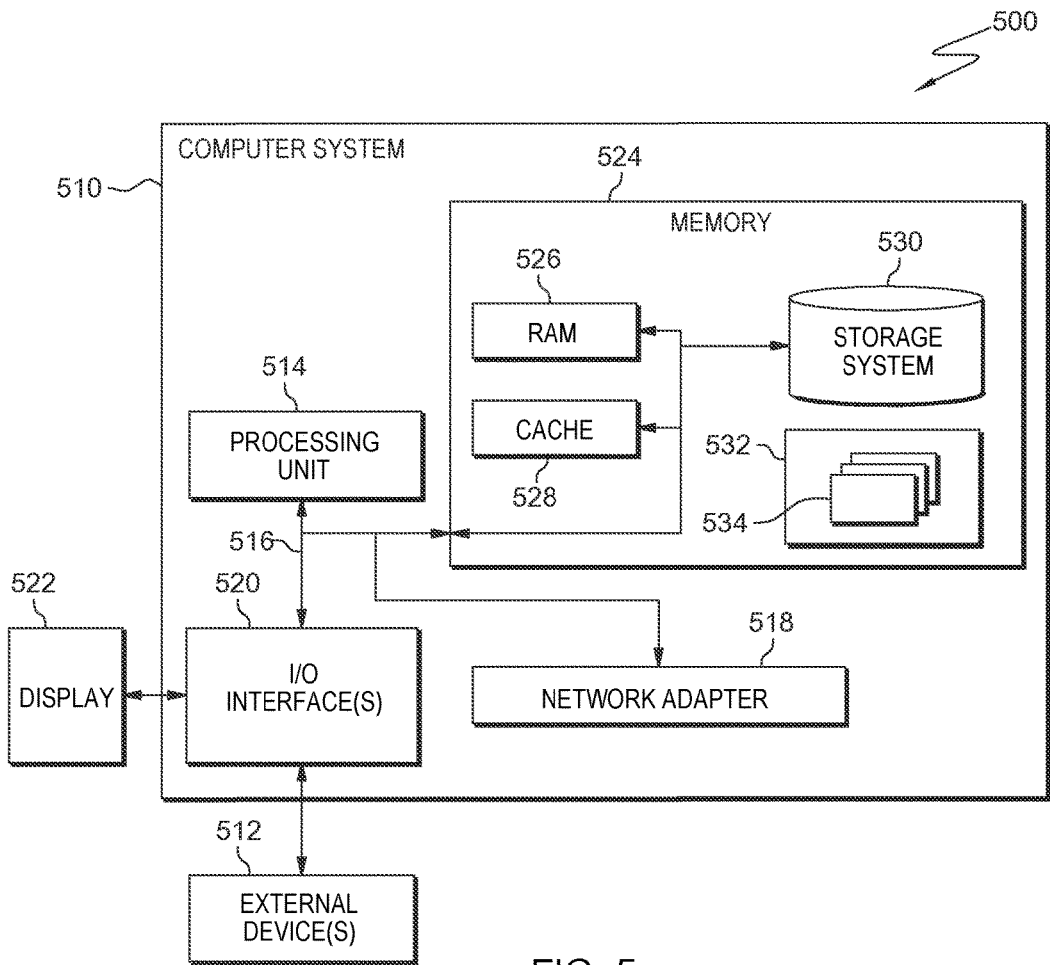 500
COMPUTER SYSTEM
510
524
MEMORY
530
526
RAM
STORAGE
SYSTEM
514
PROCESSING
UNIT
CACHE
528
532
534
516
522
520
518
DISPLAY
I/O
INTERFACE(S)
NETWORK ADAPTER
512
EXTERNAL
DEVICE(S)
FIG. 5